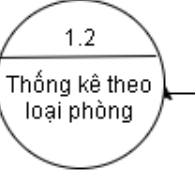 1.2
Thống kê theo
loại phòng